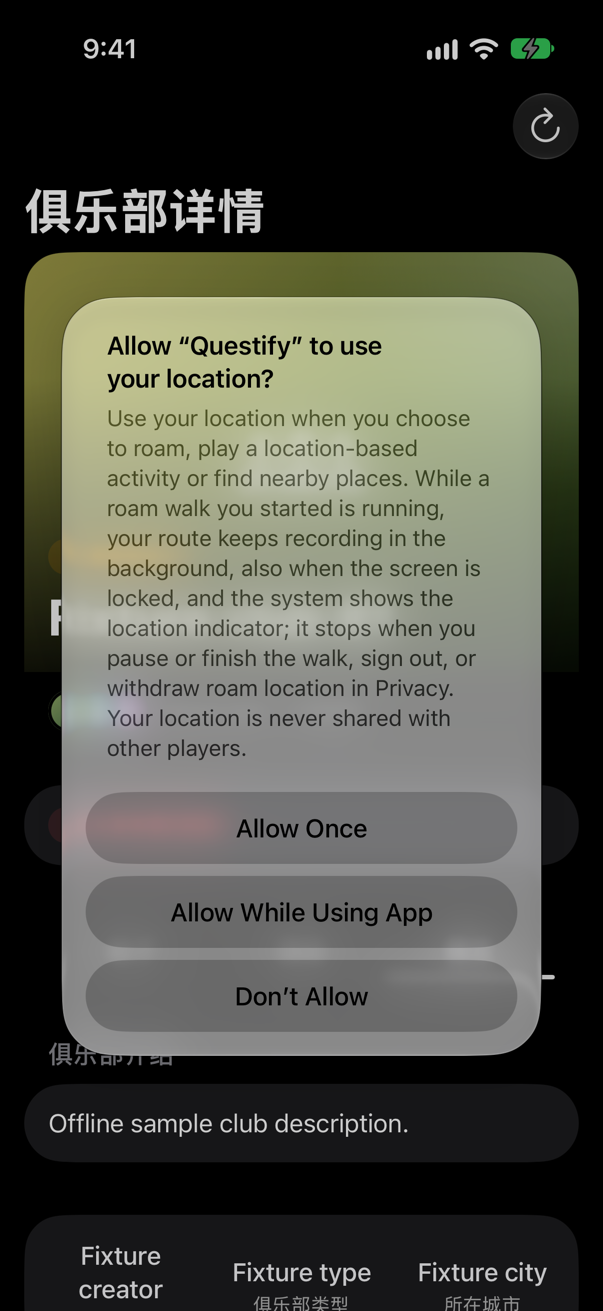 9:41
俱乐部详情
Allow “Questify” to use
your location?
Use your location when you choose
to roam, play a location-based
activity or find nearby places. While a
roam walk you started is running,
your route keeps recording in the
background, also when the screen is
locked, and the system shows the
location indicator; it stops when you
pause or finish the walk, sign out, or
withdraw roam location in Privacy.
Your location is never shared with
other players.
Allow Once
Allow While Using App
Don’t Allow
俱乐部介绍
Offline sample club description.
Fixture
creator
Fixture type
Fixture city
俱乐部类型
所在城市